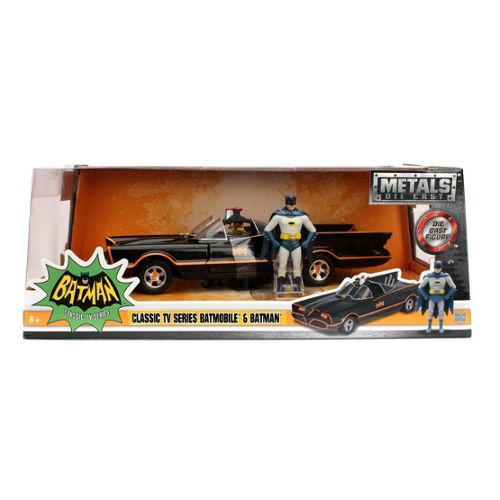 METALS
DIE CAST
DIE
CAST
FIGURE
BATMAN
CLASSIC TV SERIES
8+
CLASSIC TV SERIES BATMOBILE & BATMAN
DC